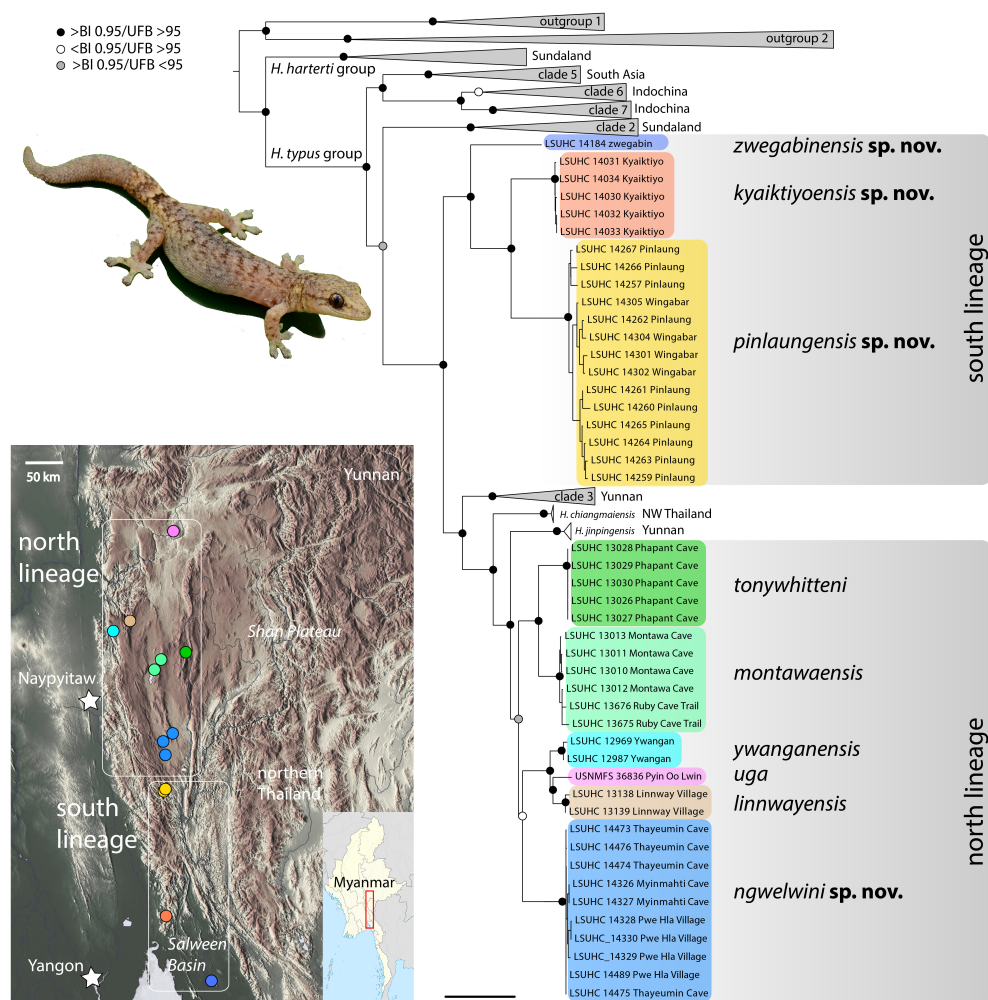 >BI 0.95/UFB >95
<BI 0.95/UFB >95
>BI 0.95/UFB <95
outgroup 1
outgroup 2
H. harterti group
Sundaland
clade 5 South Asia
clade 6 Indochina
clade 7 Indochina
clade 2 Sundaland
H. typus group
LSUHC 14184 zwegabin
LSUHC 14031 Kyaiktiyo
LSUHC 14034 Kyaiktiyo
LSUHC 14030 Kyaiktiyo
LSUHC 14032 Kyaiktiyo
LSUHC 14033 Kyaiktiyo
LSUHC 14267 Pinlaung
LSUHC 14266 Pinlaung
LSUHC 14257 Pinlaung
LSUHC 14305 Wingabar
LSUHC 14262 Pinlaung
LSUHC 14304 Wingabar
LSUHC 14301 Wingabar
LSUHC 14302 Wingabar
LSUHC 14261 Pinlaung
LSUHC 14260 Pinlaung
LSUHC 14265 Pinlaung
LSUHC 14264 Pinlaung
LSUHC 14263 Pinlaung
LSUHC 14259 Pinlaung
zwegabinensis sp. nov.
kyaiktiyoensis sp. nov.
pinlaungensis sp. nov.
south lineage
clade 3 Yunnan
H. chiangmaiensis NW Thailand
H. jinpingensis Yunnan
LSUHC 13028 Phapant Cave
LSUHC 13029 Phapant Cave
LSUHC 13030 Phapant Cave
LSUHC 13026 Phapant Cave
LSUHC 13027 Phapant Cave
LSUHC 13013 Montawa Cave
LSUHC 13011 Montawa Cave
LSUHC 13010 Montawa Cave
LSUHC 13012 Montawa Cave
LSUHC 13676 Ruby Cave Trail
LSUHC 13675 Ruby Cave Trail
LSUHC 12969 Ywangan
LSUHC 12987 Ywangan
USNMFS 36836 Pyin Oo Lwin
LSUHC 13138 Linnway Village
LSUHC 13139 Linnway Village
LSUHC 14473 Thayeumin Cave
LSUHC 14476 Thayeumin Cave
LSUHC 14474 Thayeumin Cave
LSUHC 14326 Myinmahti Cave
LSUHC 14327 Myinmahti Cave
LSUHC 14328 Pwe Hla Village
LSUHC_14330 Pwe Hla Village
LSUHC_14329 Pwe Hla Village
LSUHC 14489 Pwe Hla Village
LSUHC 14475 Thayeumin Cave
tonywhitteni
montawaensis
ywanganensis
uga
linnwayensis
ngwelwini sp. nov.
north lineage
50 km
Yunnan
north
lineage
Shan Plateau
Naypyitaw
northern
Thailand
south
lineage
Myanmar
Salween
Basin
Yangon